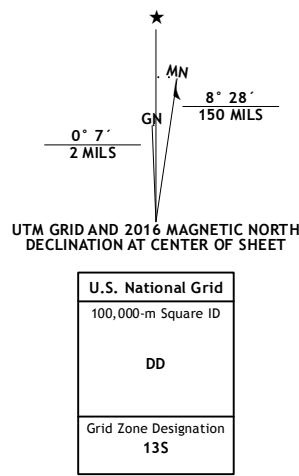 MN
GN
8° 28´
150 MILS
0° 7´
2 MILS
UTM GRID AND 2016 MAGNETIC NORTH
DECLINATION AT CENTER OF SHEET
U.S. National Grid
100,000-m Square ID
DD
Grid Zone Designation
13S